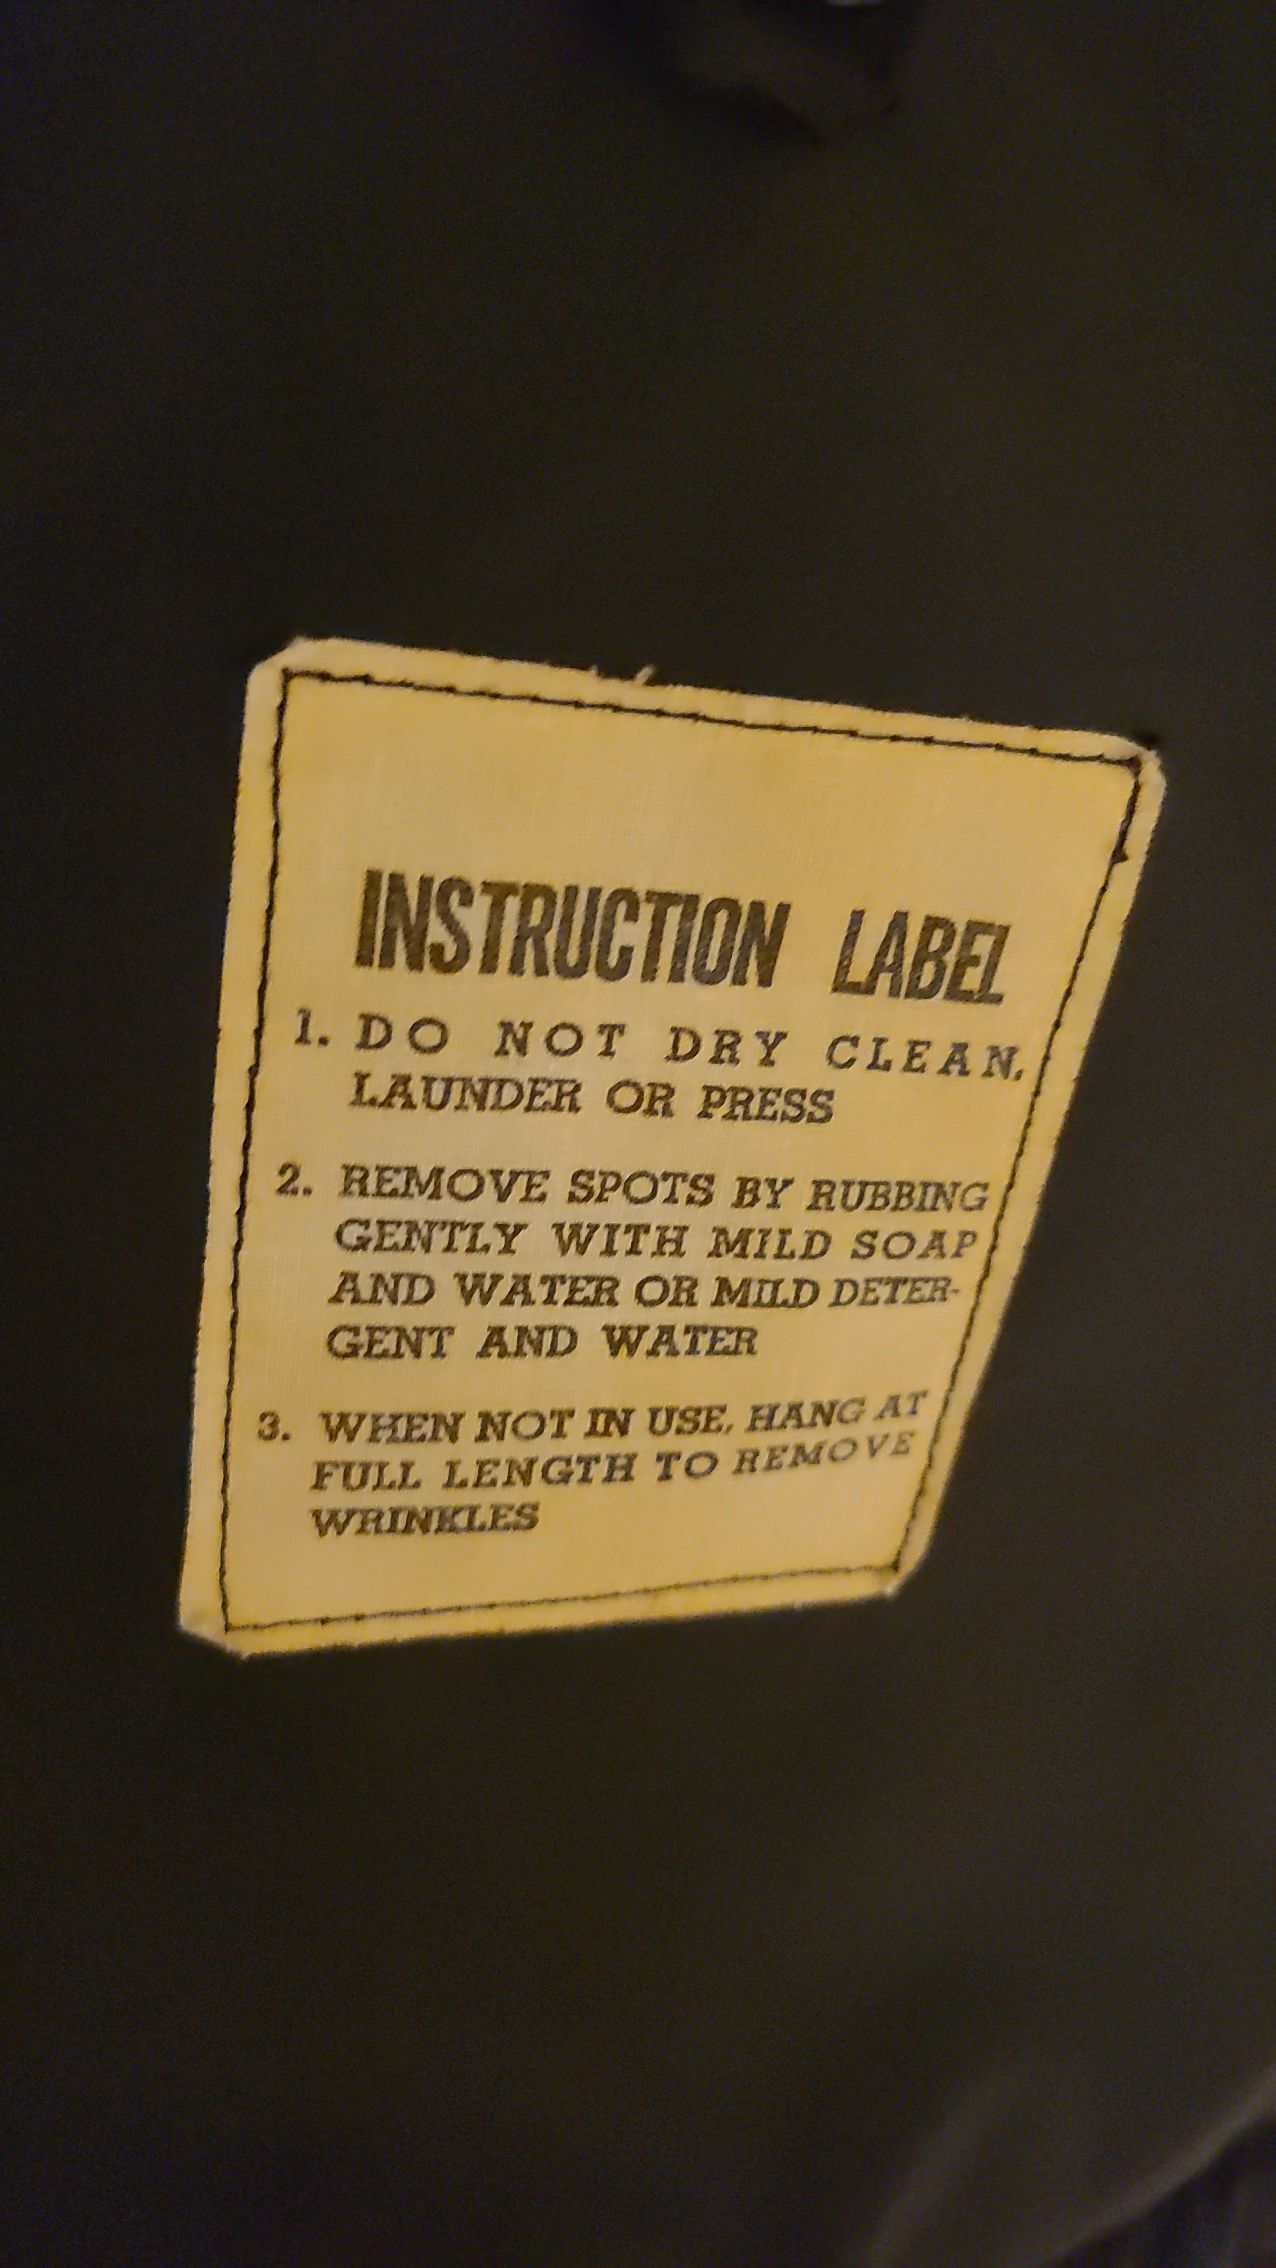 INSTRUCTION LABEL
1. DO NOT DRY CLEAN,
LAUNDER OR PRESS
2. REMOVE SPOTS BY RUBBING
GENTLY WITH MILD SOAP
AND WATER OR MILD DETER-
GENT AND WATER
3. WHEN NOT IN USE, HANG AT
FULL LENGTH TO REMOVE
WRINKLES